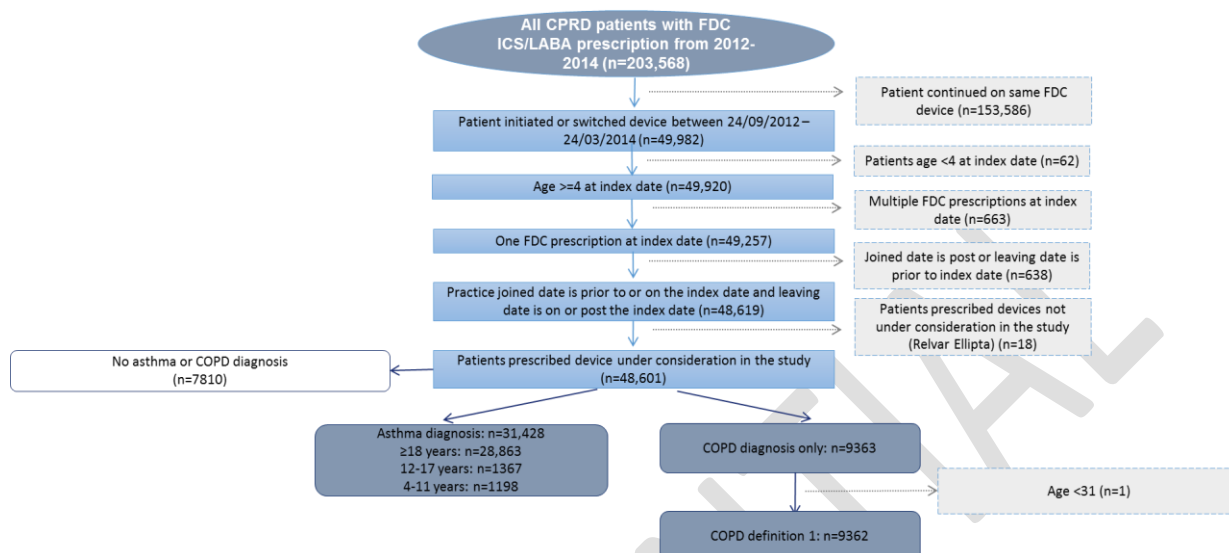 All CPRD patients with FDC
ICS/LABA prescription from 2012-
2014 (n=203,568)
Patient continued on same FDC
device (n=153,586)
Patient initiated or switched device between 24/09/2012 –
24/03/2014 (n=49,982)
Patients age <4 at index date (n=62)
Age >=4 at index date (n=49,920)
Multiple FDC prescriptions at index
date (n=663)
One FDC prescription at index date (n=49,257)
Joined date is post or leaving date is
prior to index date (n=638)
Practice joined date is prior to or on the index date and leaving
date is on or post the index date (n=48,619)
Patients prescribed devices not
under consideration in the study
(Relvar Ellipta) (n=18)
No asthma or COPD diagnosis
(n=7810)
Patients prescribed device under consideration in the study
(n=48,601)
Asthma diagnosis: n=31,428
≥18 years: n=28,863
12-17 years: n=1367
4-11 years: n=1198
COPD diagnosis only: n=9363
Age <31 (n=1)
COPD definition 1: n=9362
NTIAL